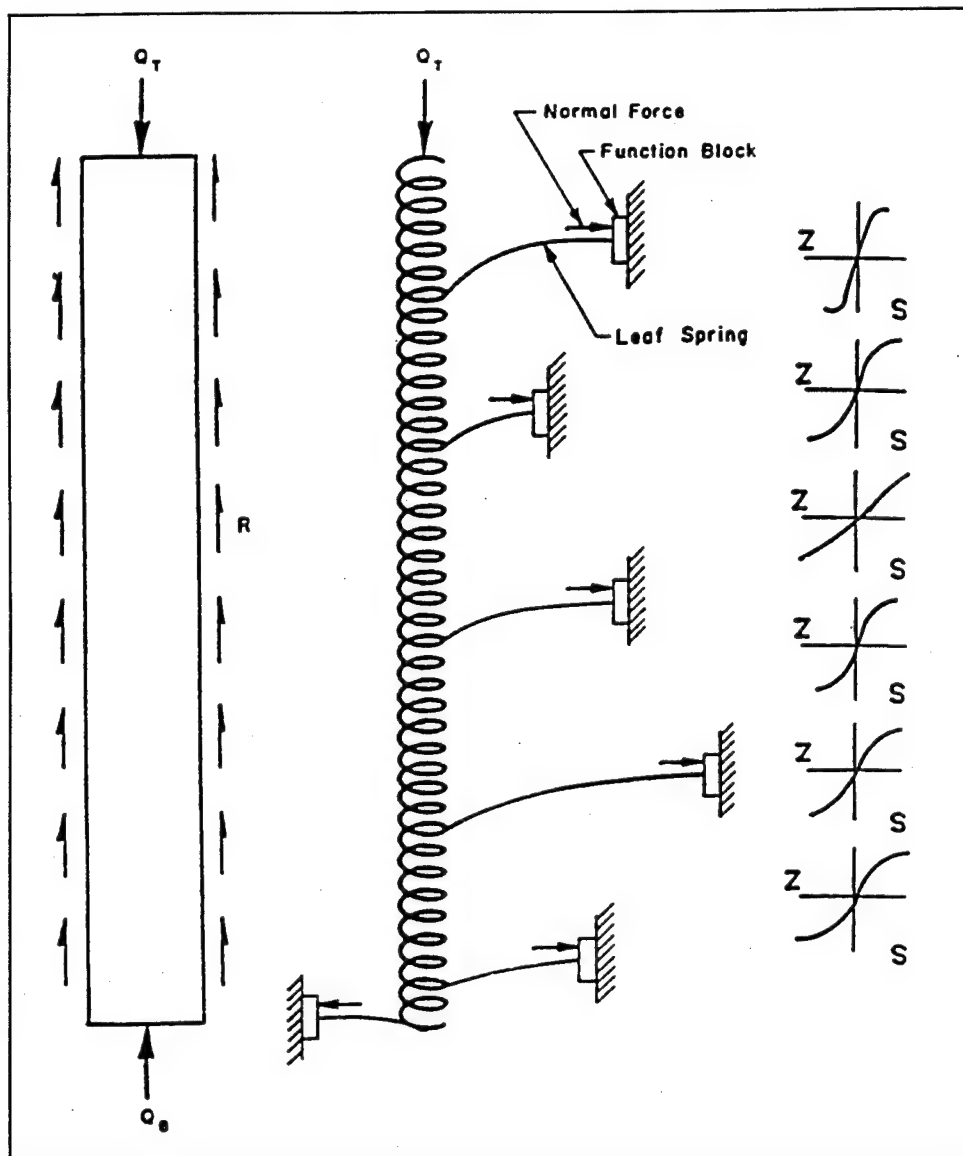 Q_T
Q_T
Normal Force
Function Block
Leaf Spring
R
Q_B
Z
S
Z
S
Z
S
Z
S
Z
S
Z
S